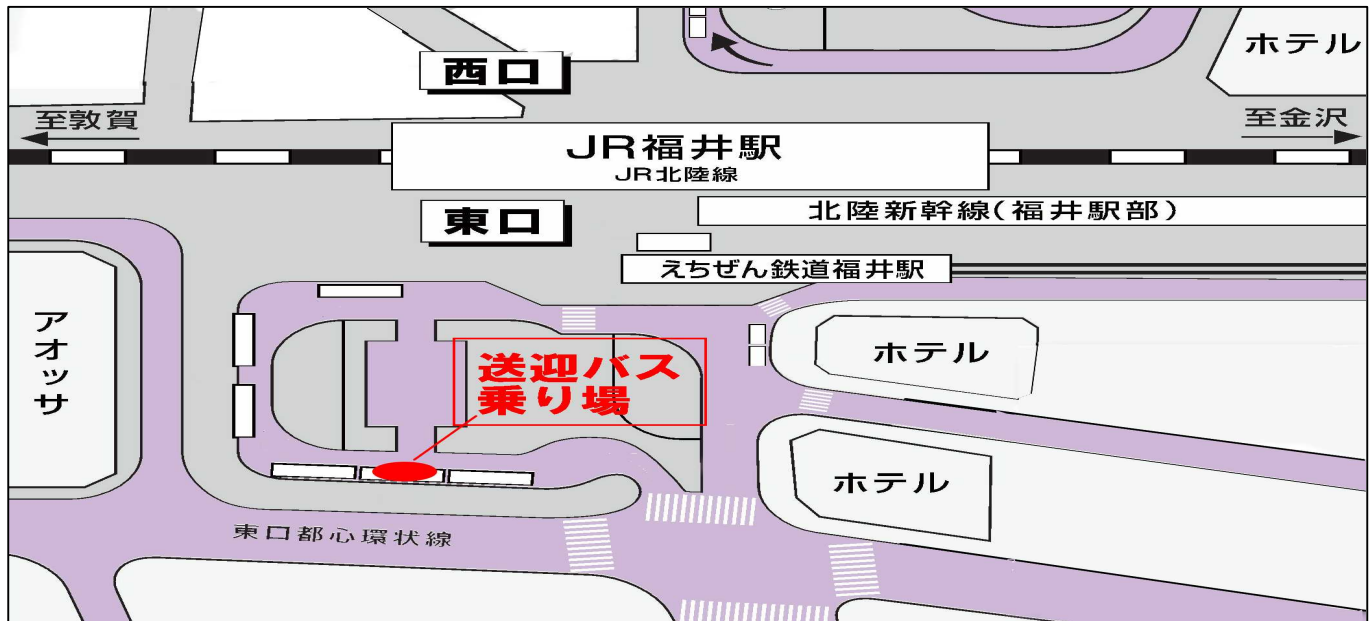 西口
ホテル
至敦賀
至金沢
JR福井駅
JR北陸線
東口
北陸新幹線(福井駅部)
えちぜん鉄道福井駅
アオッサ
送迎バス
乗り場
ホテル
ホテル
東口都心環状線